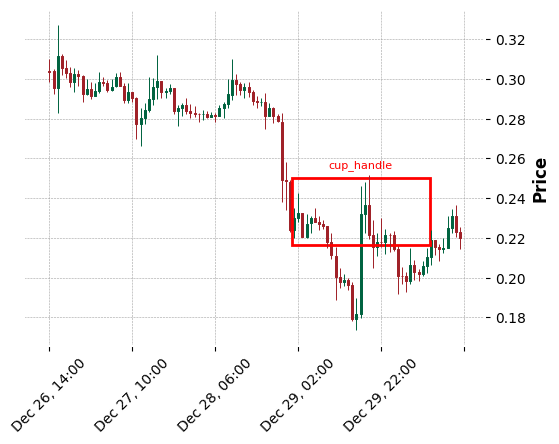 0.32
0.30
0.28
0.26
0.24
0.22
0.20
0.18
Price
cup_handle
Dec 26, 14:00
Dec 27, 10:00
Dec 28, 06:00
Dec 29, 02:00
Dec 29, 22:00